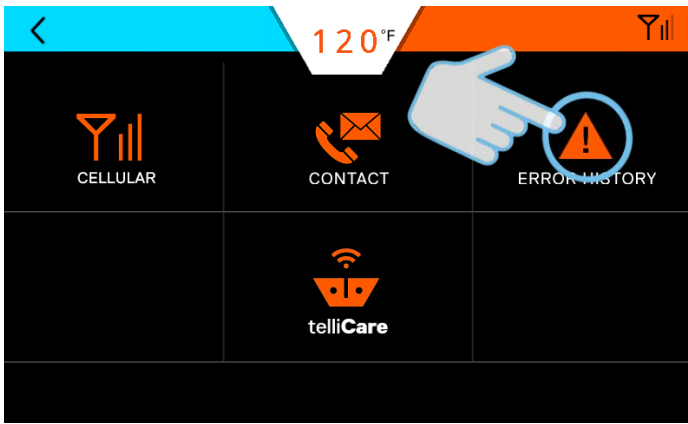 120°F
CELLULAR
CONTACT
ERROR HISTORY
telliCare